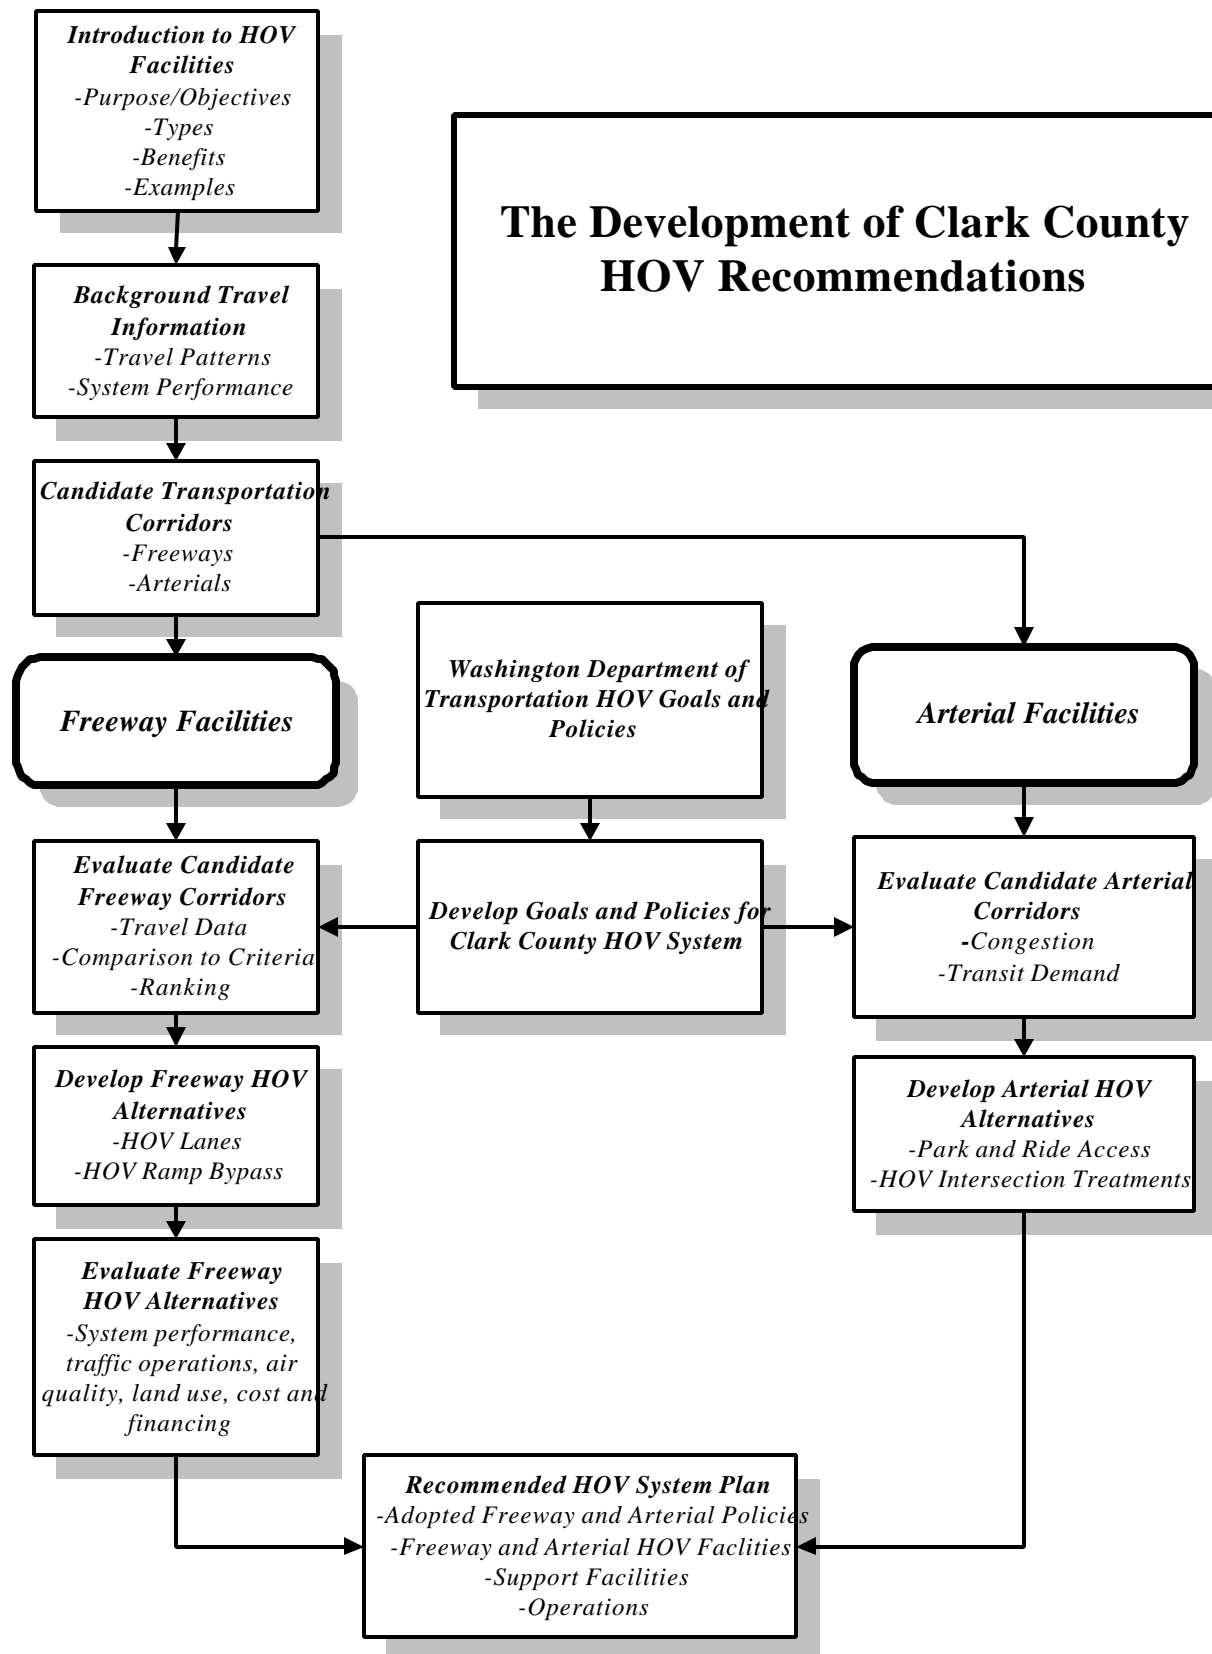 Introduction to HOV
Facilities
-Purpose/Objectives
-Types
-Benefits
-Examples
The Development of Clark County
HOV Recommendations
Background Travel
Information
-Travel Patterns
-System Performance
Candidate Transportation
Corridors
-Freeways
-Arterials
Freeway Facilities
Washington Department of
Transportation HOV Goals and
Policies
Arterial Facilities
Evaluate Candidate
Freeway Corridors
-Travel Data
-Comparison to Criteria
-Ranking
Develop Goals and Policies for
Clark County HOV System
Evaluate Candidate Arterial
Corridors
-Congestion
-Transit Demand
Develop Freeway HOV
Alternatives
-HOV Lanes
-HOV Ramp Bypass
Develop Arterial HOV
Alternatives
-Park and Ride Access
-HOV Intersection Treatments
Evaluate Freeway
HOV Alternatives
-System performance,
traffic operations, air
quality, land use, cost and
financing
Recommended HOV System Plan
-Adopted Freeway and Arterial Policies
-Freeway and Arterial HOV Faclities
-Support Facilities
-Operations